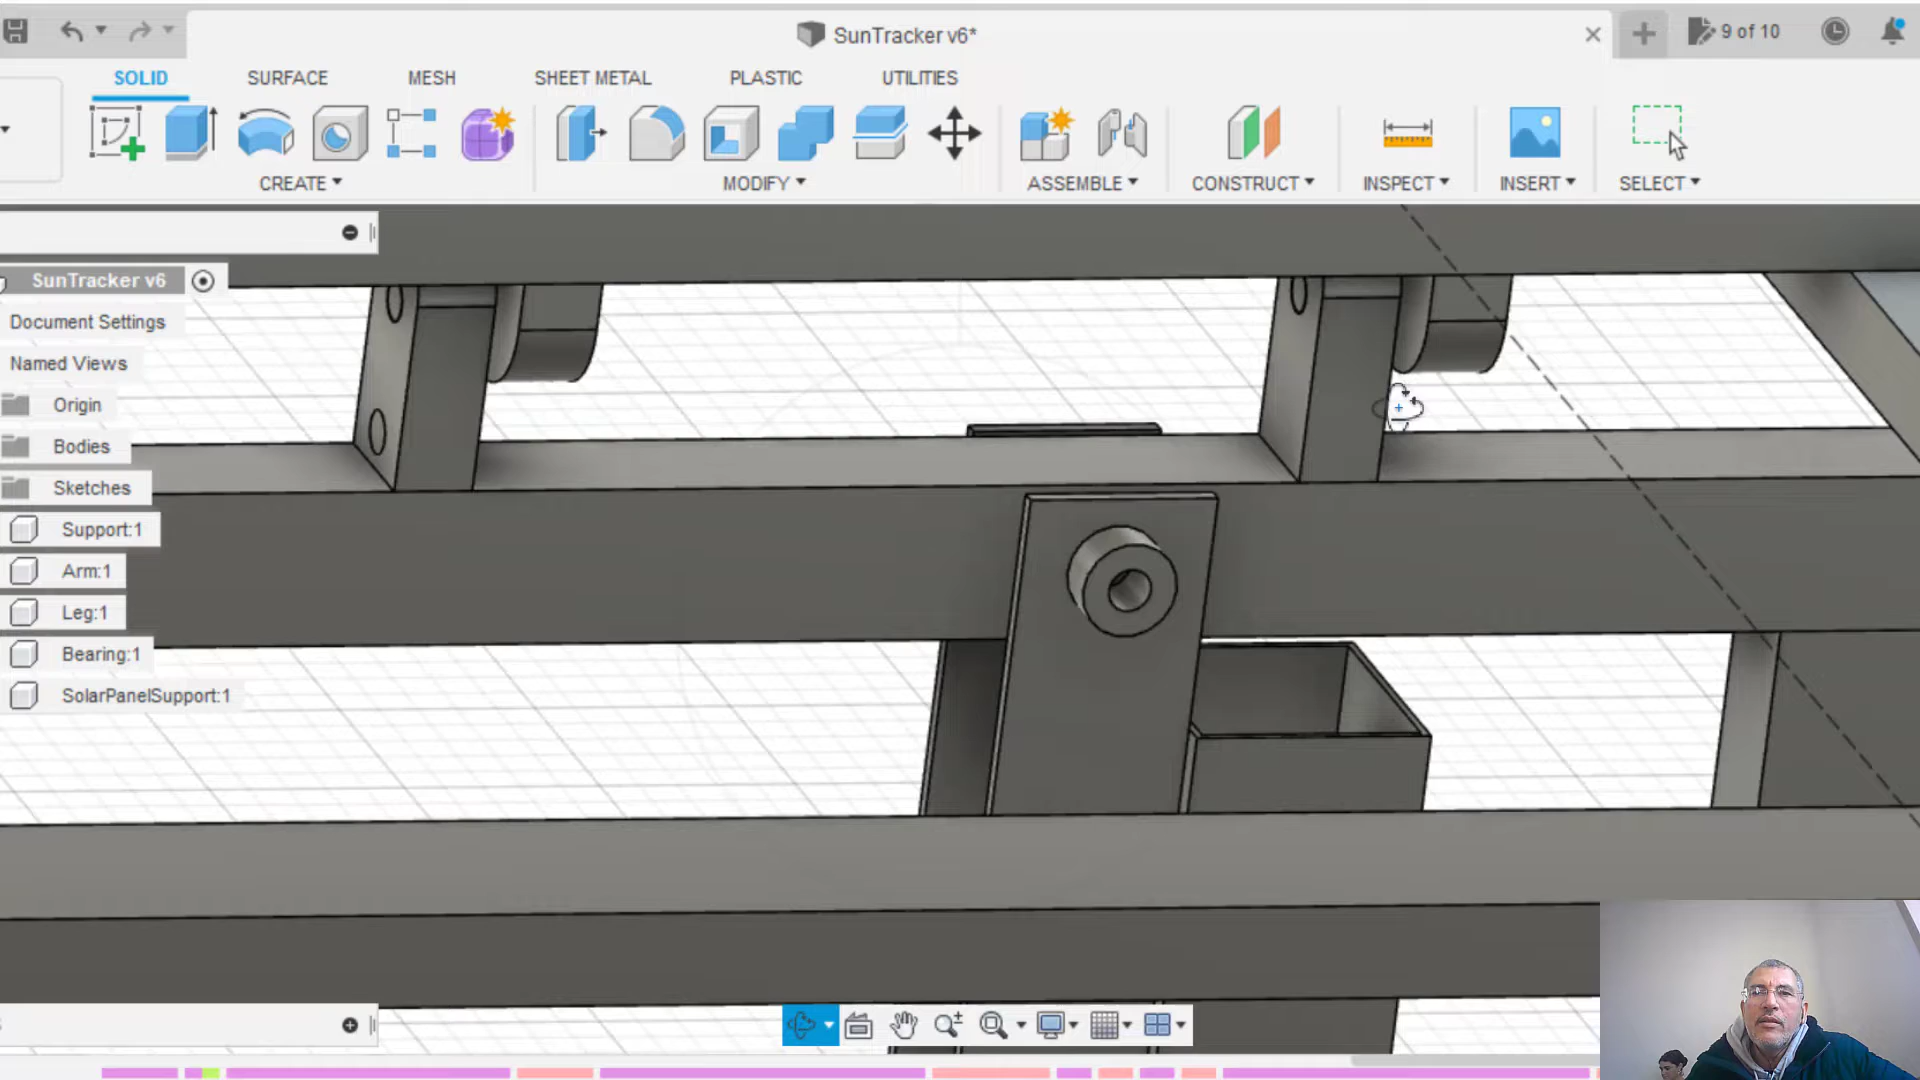 SunTracker v6*
9 of 10
SOLID
SURFACE
MESH
SHEET METAL
PLASTIC
UTILITIES
CREATE
MODIFY
ASSEMBLE
CONSTRUCT
INSPECT
INSERT
SELECT
SunTracker v6
Document Settings
Named Views
Origin
Bodies
Sketches
Support:1
Arm:1
Leg:1
Bearing:1
SolarPanelSupport:1